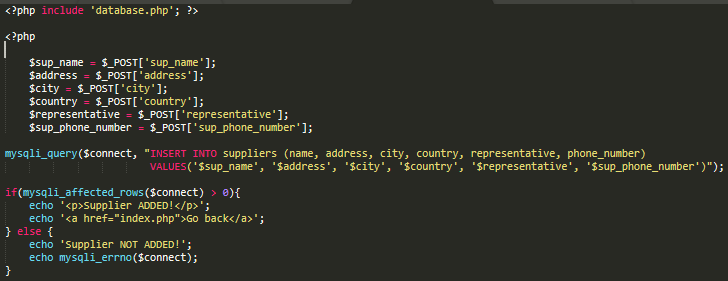 <?php include 'database.php'; ?>
<?php
$sup_name = $_POST['sup_name'];
$address = $_POST['address'];
$city = $_POST['city'];
$country = $_POST['country'];
$representative = $_POST['representative'];
$sup_phone_number = $_POST['sup_phone_number'];
mysqli_query($connect, "INSERT INTO suppliers (name, address, city, country, representative, phone_number)
VALUES('$sup_name', '$address', '$city', '$country', '$representative', '$sup_phone_number')");
if(mysqli_affected_rows($connect) > 0){
echo '<p>Supplier ADDED!</p>';
echo '<a href="index.php">Go back</a>';
} else {
echo 'Supplier NOT ADDED!';
echo mysqli_errno($connect);
}